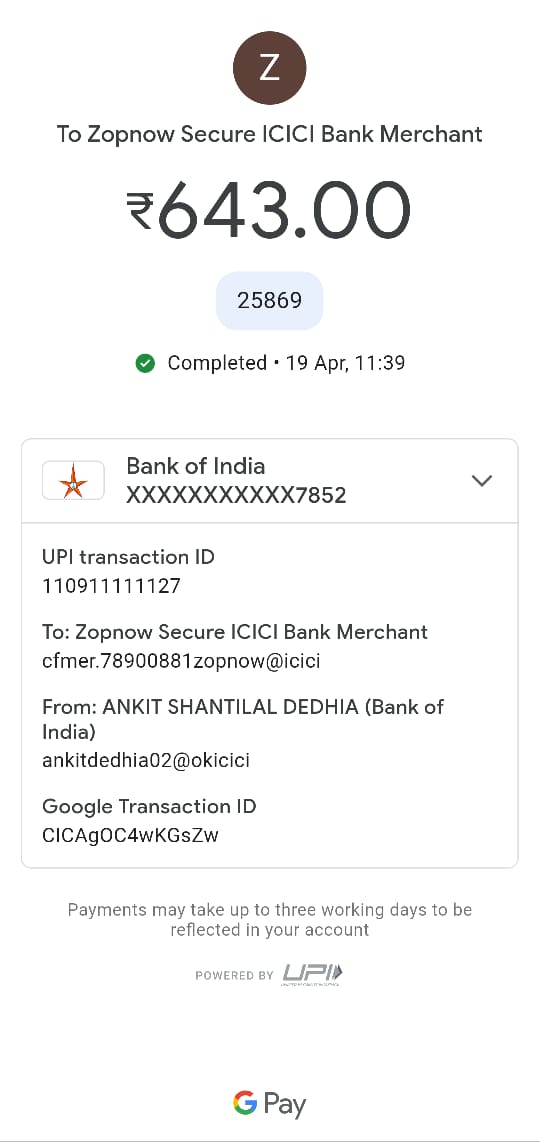 Z
To Zopnow Secure ICICI Bank Merchant
₹643.00
25869
Completed • 19 Apr, 11:39
Bank of India
XXXXXXXXXXX7852
UPI transaction ID
110911111127
To: Zopnow Secure ICICI Bank Merchant
cfmer.78900881zopnow@icici
From: ANKIT SHANTILAL DEDHIA (Bank of
India)
ankitdedhia02@okicici
Google Transaction ID
CICAgOC4wKGsZw
Payments may take up to three working days to be
reflected in your account
POWERED BY UPI
G Pay